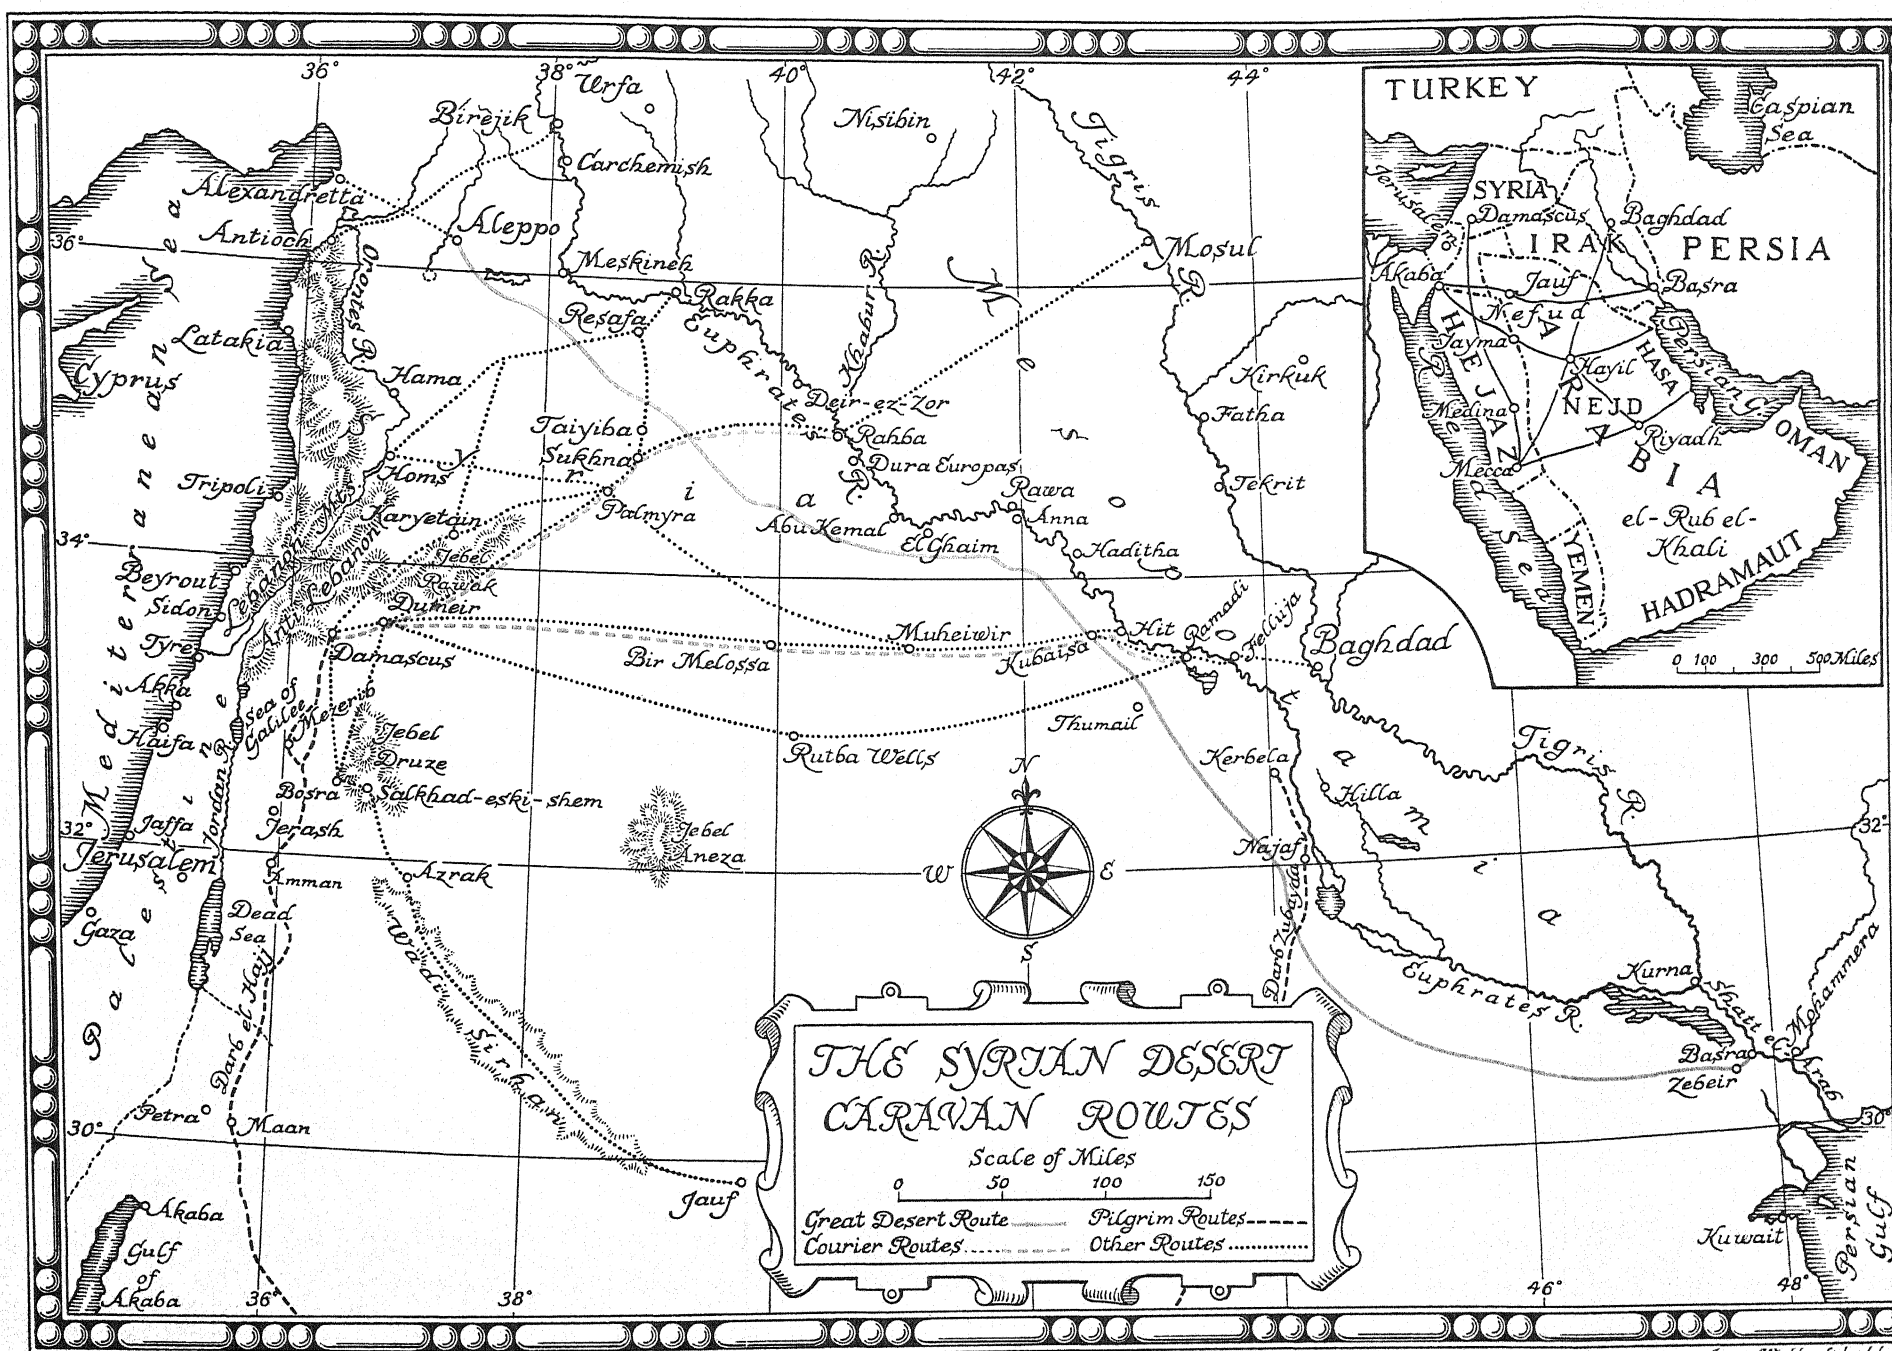 36°
38°
40°
42°
44°
Urfa
Birejik
Nisibin
Carchemish
Tigris R.
Alexandretta
Antioch
Aleppo
36°
Orontes R.
Meskineh
Mosul
Rakka
Resafa
Khabur R.
Euphrates R.
Latakia
Cyprus
Hama
Kirkuk
Deir-ez-Zor
Fatha
Taiyiba
Rahba
Sukhna
Dura Europas
Homs
Tripoli
Rawa
Tekrit
Karyetain
Palmyra
Abu Kemal
Anna
34°
El Ghaim
Haditha
Jebel
Rawak
Lebanon Mts.
Anti Lebanon
Beyrout
Sidon
Dumeir
Ramadi
Felluja
Tyre
Damascus
Muheiwir
Hit
Baghdad
Bir Melossa
Kubaisa
Akka
Sea of
Galilee
Mezerib
Haifa
Jebel
Druze
Thumail
Rutba Wells
Kerbela
Tigris R.
Bosra
Salkhad-eski-shem
Hilla
Jordan R.
Jerash
32°
Jaffa
Jebel
Aneza
32°
Jerusalem
Najaf
Amman
Azrak
Gaza
Dead
Sea
Darb Zubayda
Wadi Sirhan
Darb el Hajj
Euphrates R.
Kurna
Shatt el Arab
Mohammera
Basra
Zebeir
Petra
Maan
30°
30°
Jauf
Akaba
Gulf
of
Akaba
Kuwait
Persian
Gulf
36°
38°
46°
48°
Mediterranean Sea
Palestine
Syria
Mesopotamia
N
W
E
S
THE SYRIAN DESERT
CARAVAN ROUTES
Scale of Miles
0 50 100 150
Great Desert Route
Pilgrim Routes
Courier Routes
Other Routes
TURKEY
Caspian
Sea
Jerusalem
SYRIA
Damascus
Baghdad
IRAK
PERSIA
Akaba
Jauf
Basra
Nefud
Tayma
Hayil
HASA
Persian G.
HEJAZ
NEJD
Medina
Riyadh
OMAN
Mecca
ARABIA
Red Sea
el-Rub el-
Khali
YEMEN
HADRAMAUT
0 100 300 500 Miles